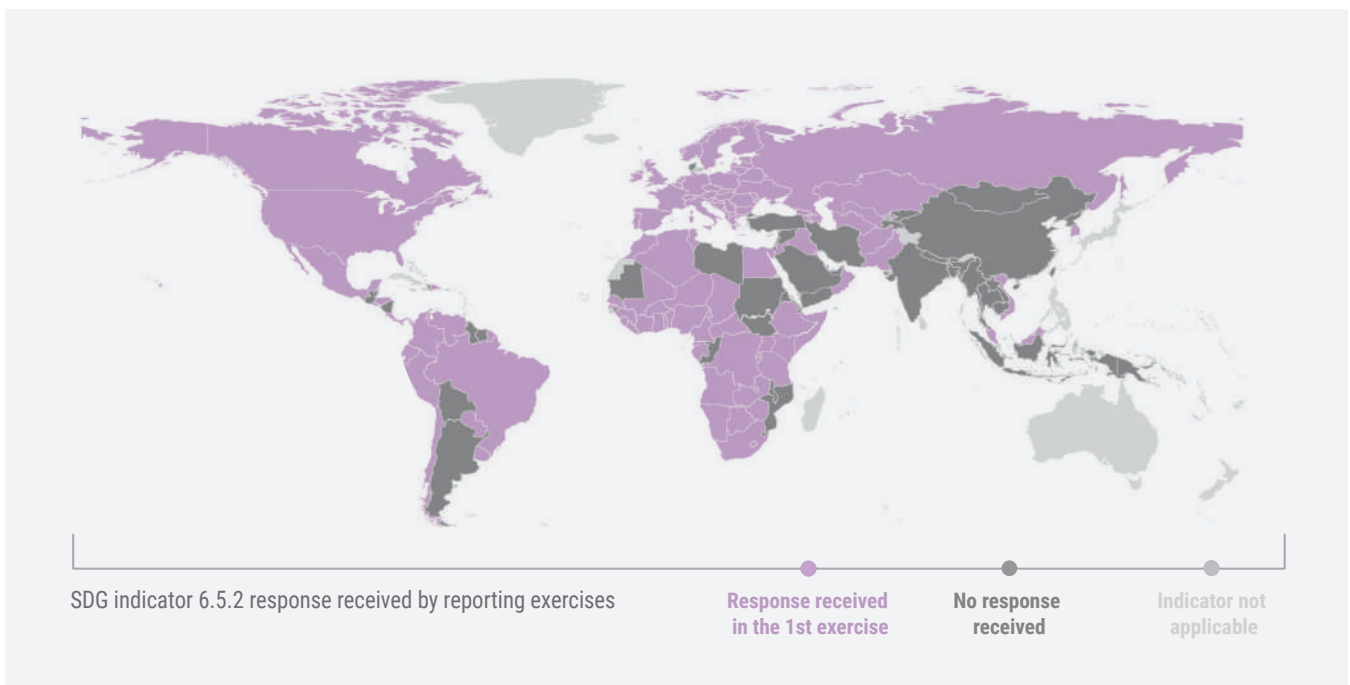 SDG indicator 6.5.2 response received by reporting exercises
Response received
in the 1st exercise
No response
received
Indicator not
applicable